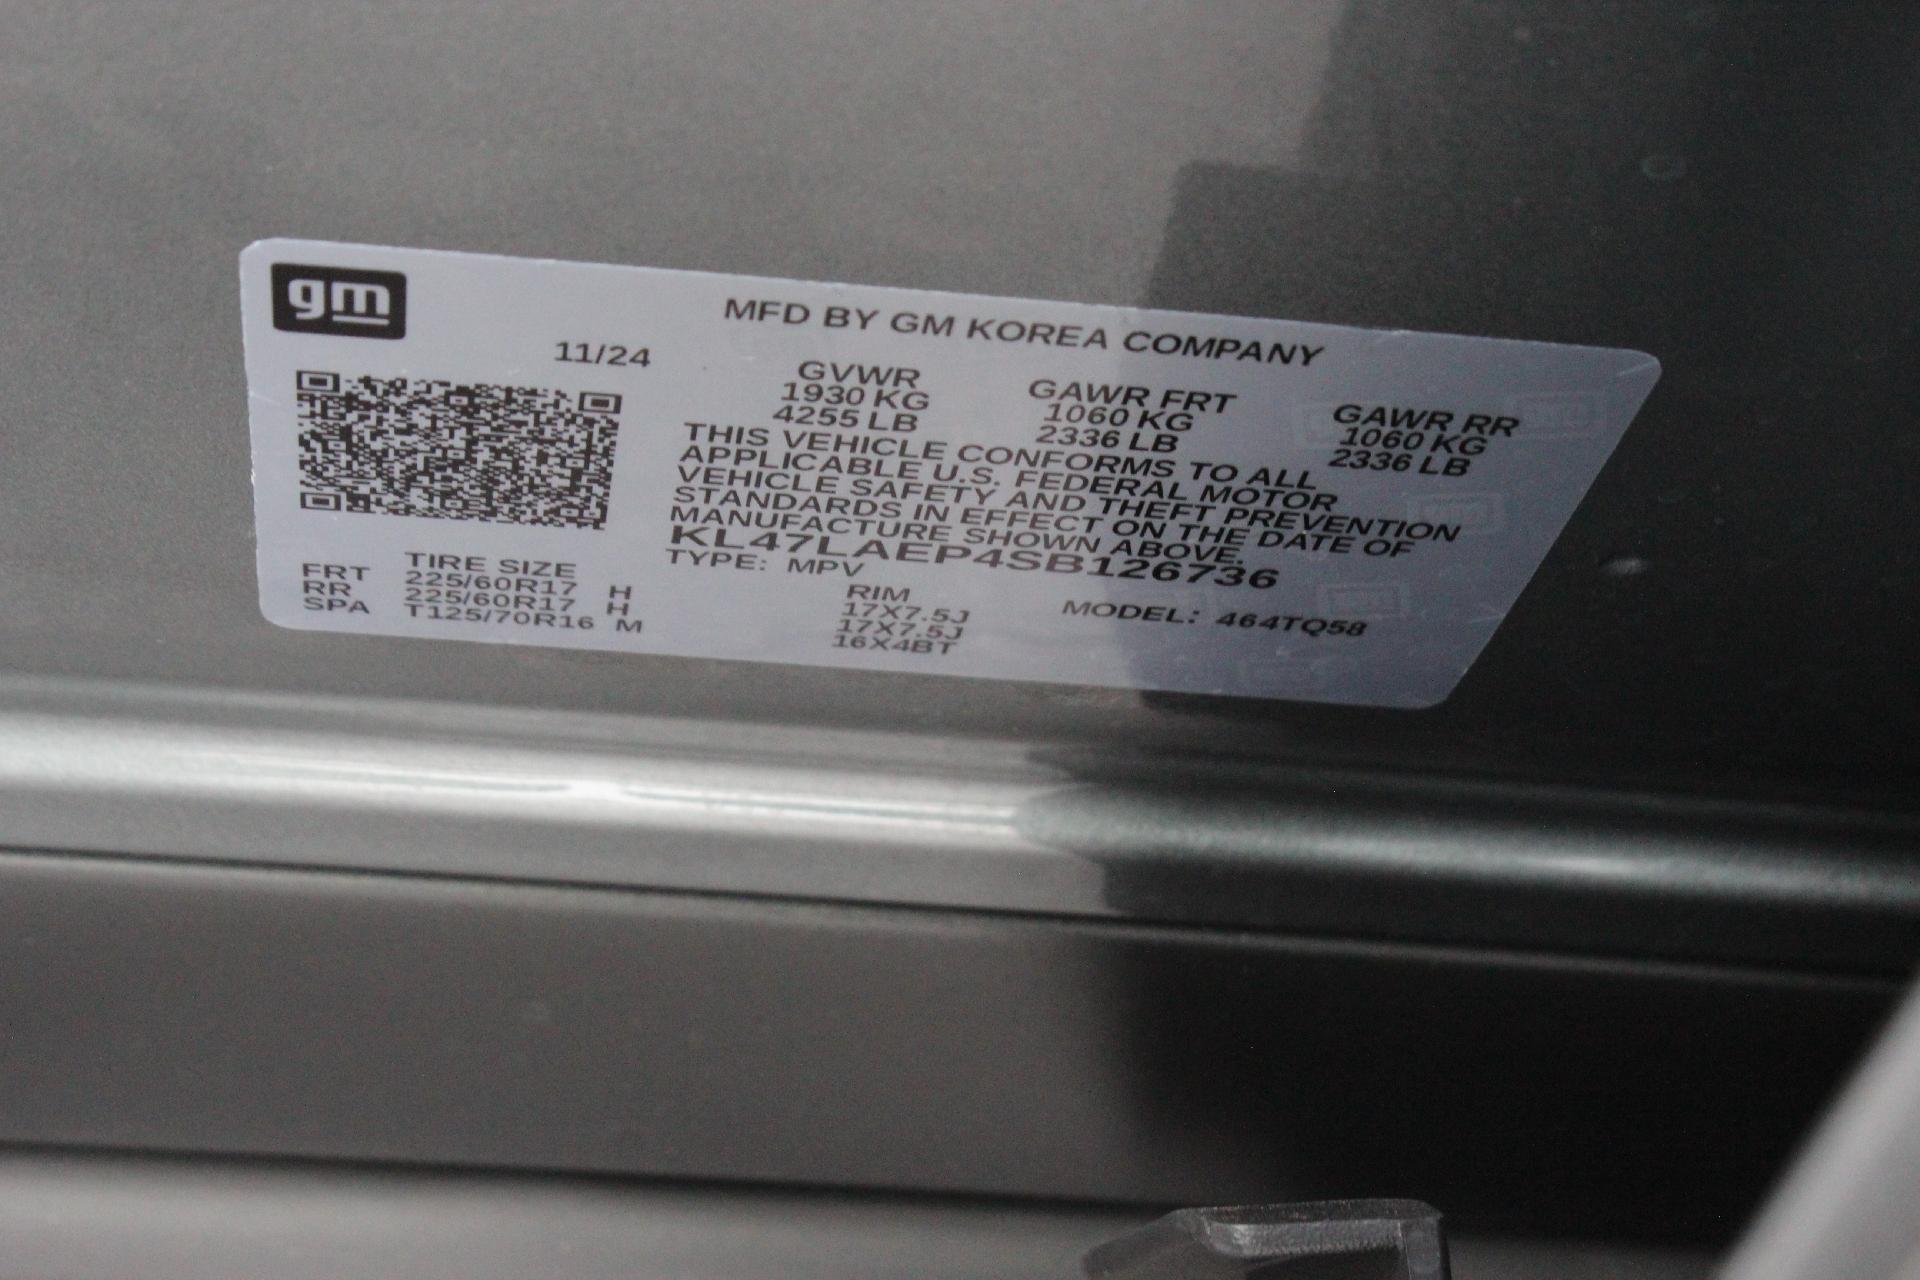 gm
MFD BY GM KOREA COMPANY
11/24
GVWR GAWR FRT GAWR RR
1930 KG 1060 KG 1060 KG
4255 LB 2336 LB 2336 LB
THIS VEHICLE CONFORMS TO ALL
APPLICABLE U.S. FEDERAL MOTOR
VEHICLE SAFETY AND THEFT PREVENTION
STANDARDS IN EFFECT ON THE DATE OF
MANUFACTURE SHOWN ABOVE.
KL47LAEP4SB126736
TYPE: MPV
TIRE SIZE RIM MODEL: 464TQ58
FRT 225/60R17 H 17X7.5J
RR 225/60R17 H 17X7.5J
SPA T125/70R16 M 16X4BT